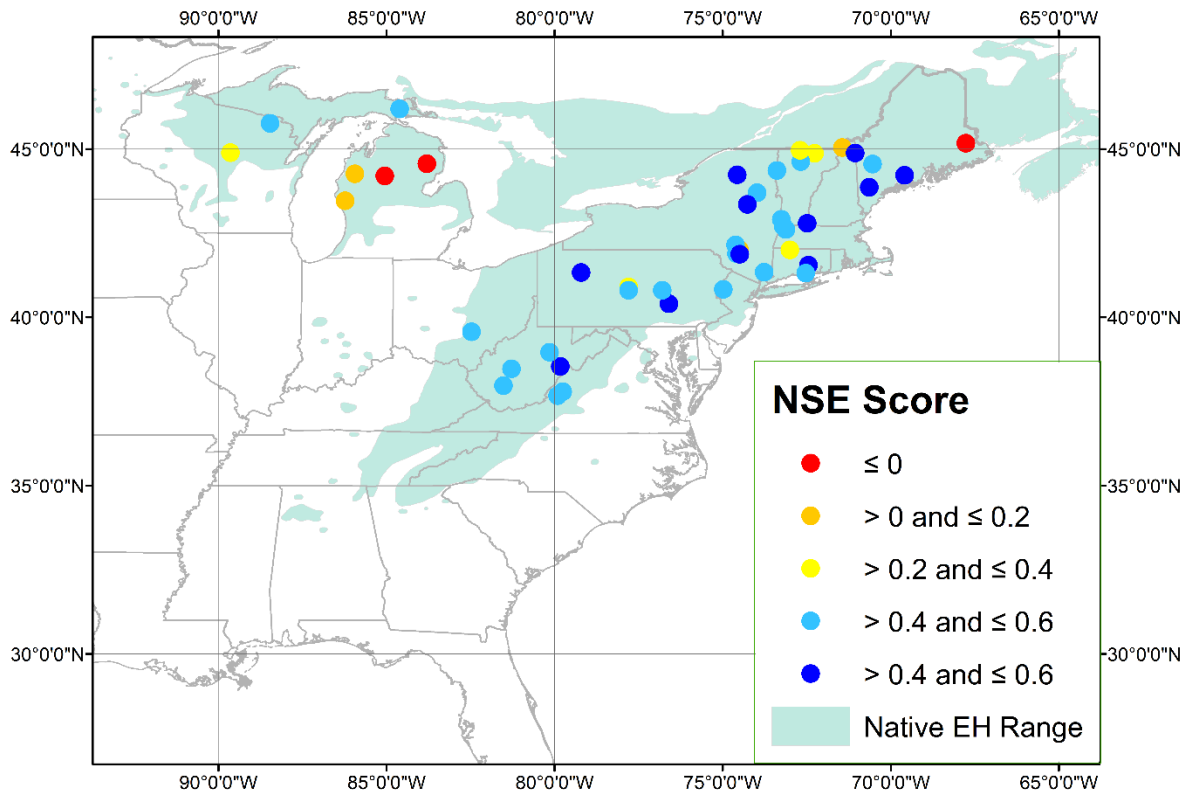 90°0'0"W 85°0'0"W 80°0'0"W 75°0'0"W 70°0'0"W 65°0'0"W
45°0'0"N 45°0'0"N
40°0'0"N 40°0'0"N
35°0'0"N 35°0'0"N
30°0'0"N 30°0'0"N
NSE Score
≤ 0
> 0 and ≤ 0.2
> 0.2 and ≤ 0.4
> 0.4 and ≤ 0.6
> 0.4 and ≤ 0.6
Native EH Range
90°0'0"W 85°0'0"W 80°0'0"W 75°0'0"W 70°0'0"W 65°0'0"W